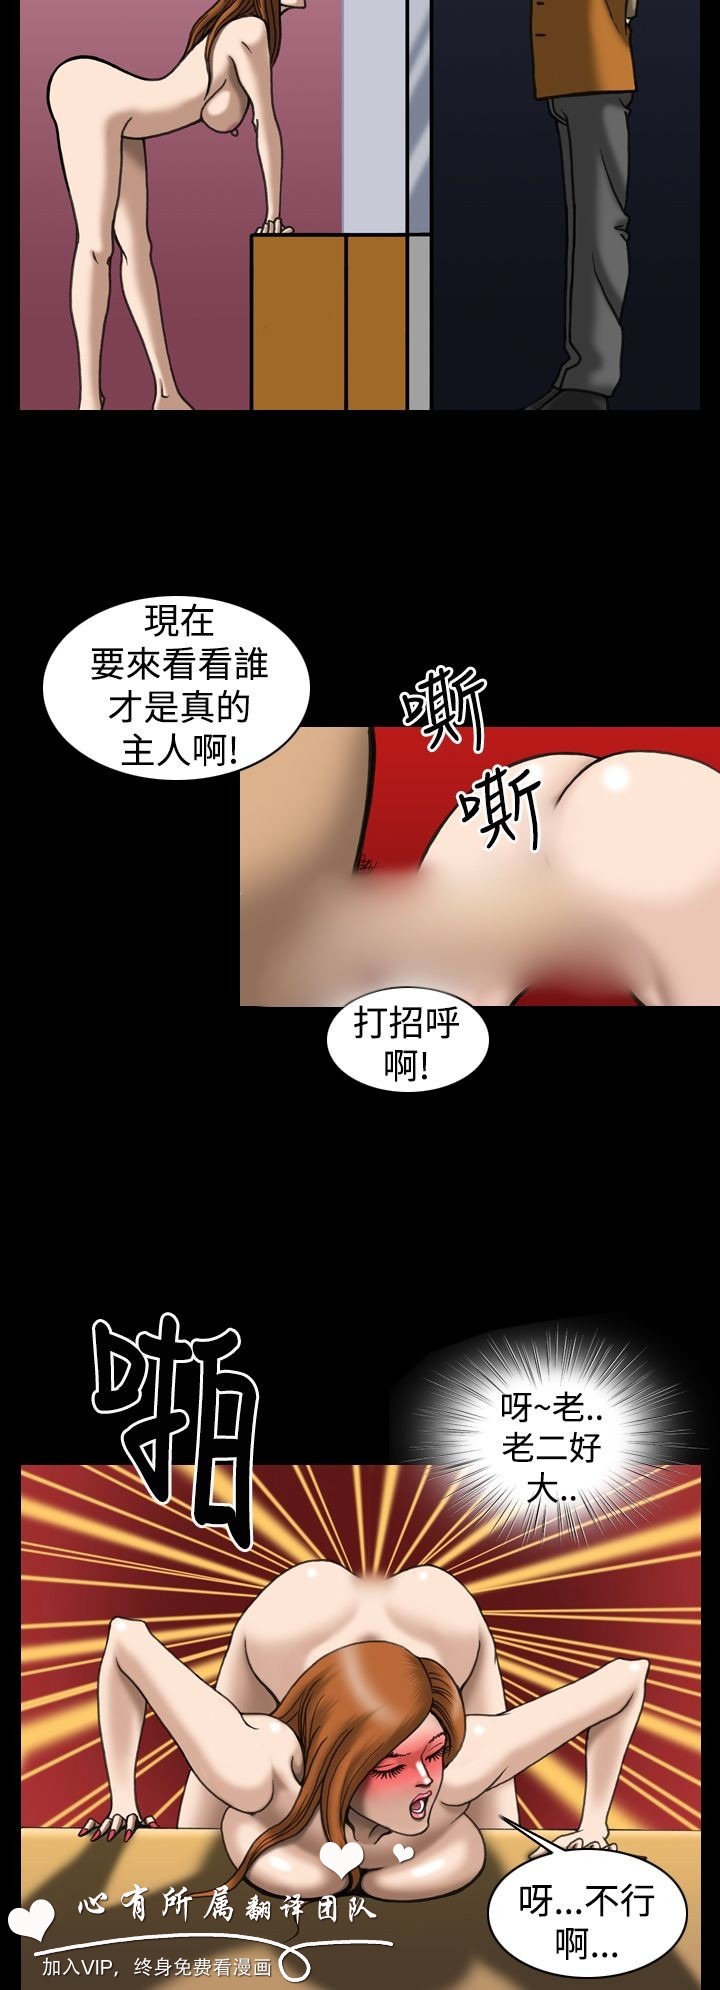 現在
要來看看誰
才是真的
主人啊!
嘶
嘶
打招呼
啊!
啪
呀~老..
老二好
大..
呀...不行
啊...
心有所属翻译团队
加入VIP，终身免费看漫画